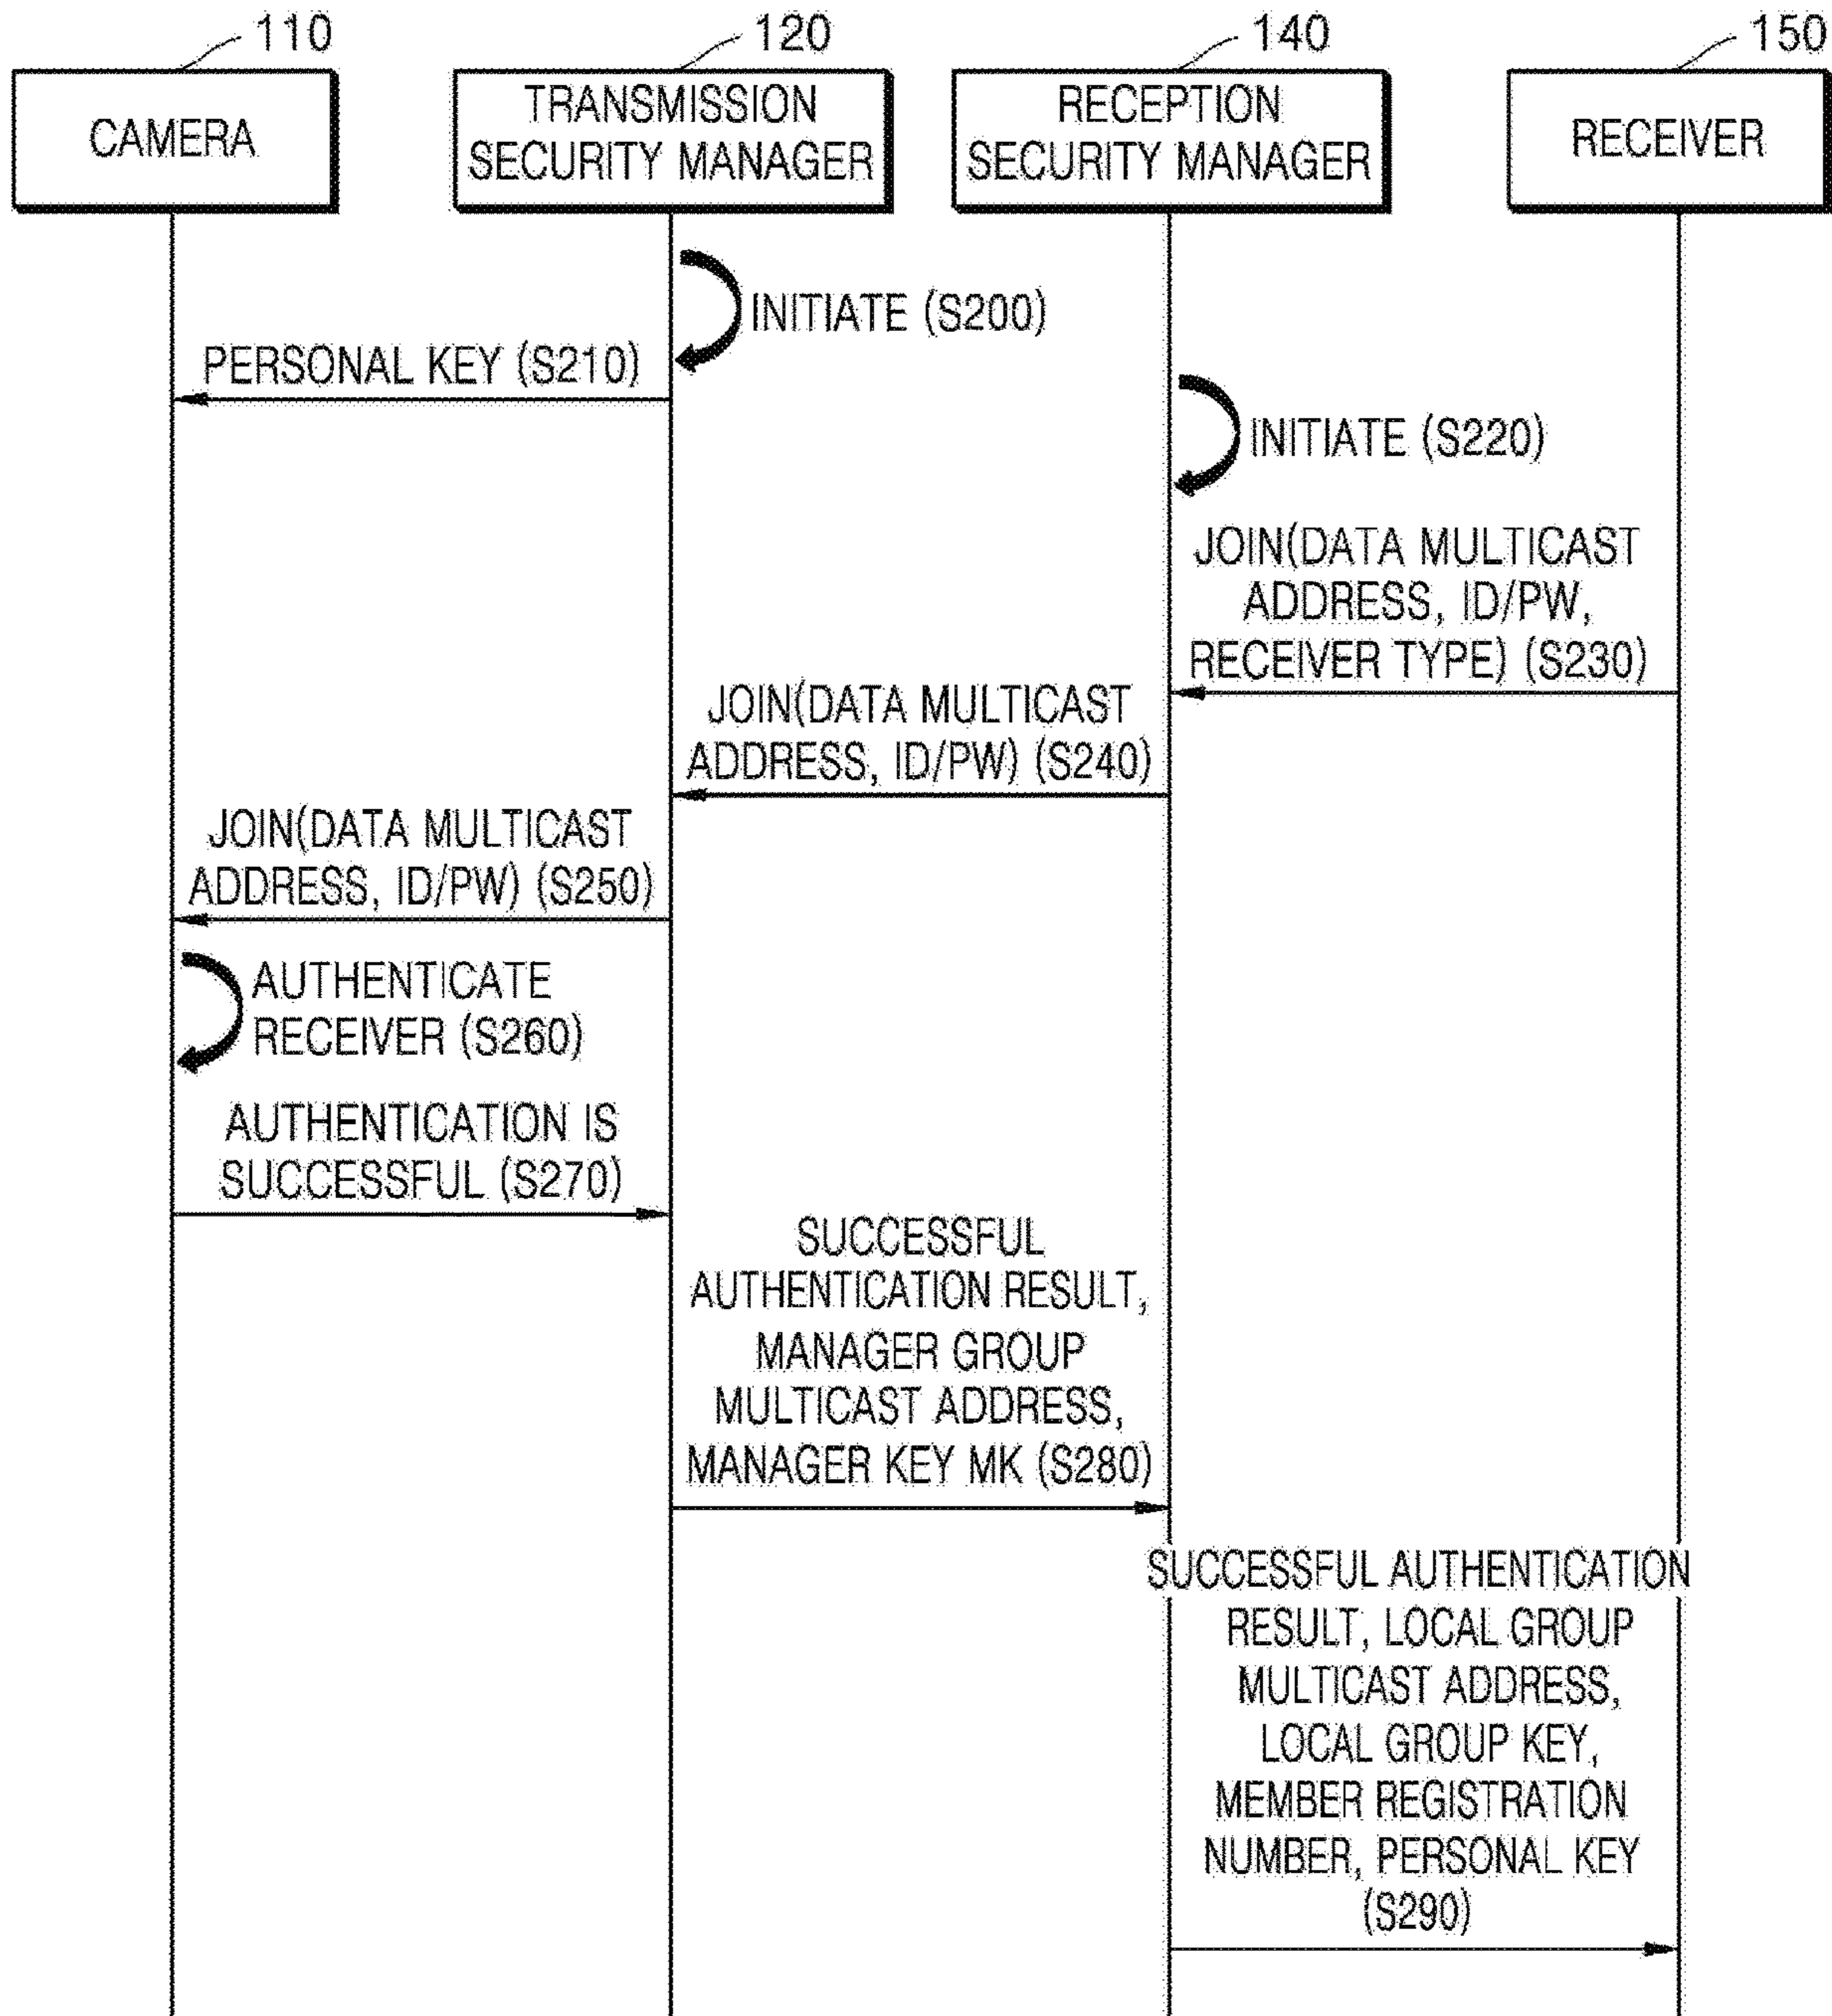 110
120
140
150
CAMERA
TRANSMISSION
SECURITY MANAGER
RECEPTION
SECURITY MANAGER
RECEIVER
INITIATE (S200)
PERSONAL KEY (S210)
INITIATE (S220)
JOIN(DATA MULTICAST
ADDRESS, ID/PW,
RECEIVER TYPE) (S230)
JOIN(DATA MULTICAST
ADDRESS, ID/PW) (S240)
JOIN(DATA MULTICAST
ADDRESS, ID/PW) (S250)
AUTHENTICATE
RECEIVER (S260)
AUTHENTICATION IS
SUCCESSFUL (S270)
SUCCESSFUL
AUTHENTICATION RESULT,
MANAGER GROUP
MULTICAST ADDRESS,
MANAGER KEY MK (S280)
SUCCESSFUL AUTHENTICATION
RESULT, LOCAL GROUP
MULTICAST ADDRESS,
LOCAL GROUP KEY,
MEMBER REGISTRATION
NUMBER, PERSONAL KEY
(S290)